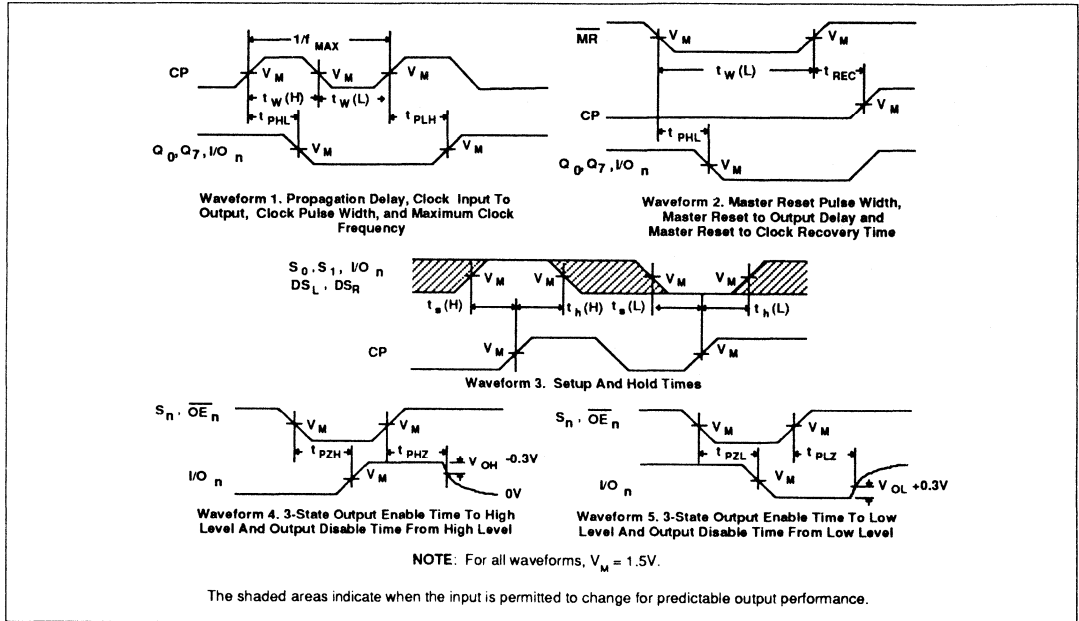 1/f MAX
CP
V M
V M
V M
t W (H)
t W (L)
t PHL
t PLH
Q 0, Q 7, I/O n
V M
V M
Waveform 1. Propagation Delay, Clock Input To
Output, Clock Pulse Width, and Maximum Clock
Frequency
MR
V M
V M
t W (L)
t REC
CP
V M
t PHL
Q 0, Q 7, I/O n
V M
Waveform 2. Master Reset Pulse Width,
Master Reset to Output Delay and
Master Reset to Clock Recovery Time
S 0, S 1, I/O n
DS L, DS R
V M
V M
V M
V M
t s (H)
t h (H)
t s (L)
t h (L)
CP
V M
V M
Waveform 3. Setup And Hold Times
S n, OE n
V M
V M
t PZH
t PHZ
I/O n
V M
V OH -0.3V
0V
Waveform 4. 3-State Output Enable Time To High
Level And Output Disable Time From High Level
S n, OE n
V M
V M
t PZL
t PLZ
I/O n
V M
V OL +0.3V
Waveform 5. 3-State Output Enable Time To Low
Level And Output Disable Time From Low Level
NOTE: For all waveforms, V M = 1.5V.
The shaded areas indicate when the input is permitted to change for predictable output performance.